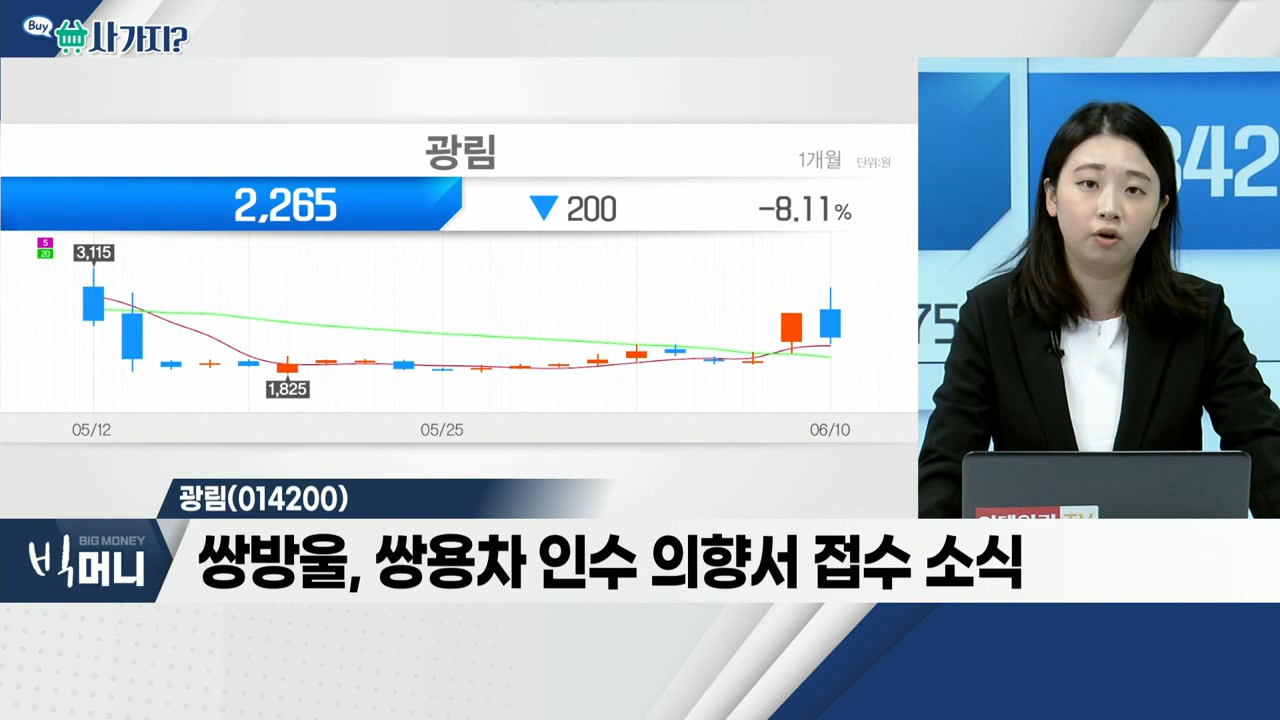 Buy
사가지?
광림
1개월 단위:원
2,265 ▼ 200 -8.11%
5
20
3,115
1,825
05/12 05/25 06/10
342
75
광림(014200)
BIG MONEY
빅머니
쌍방울, 쌍용차 인수 의향서 접수 소식